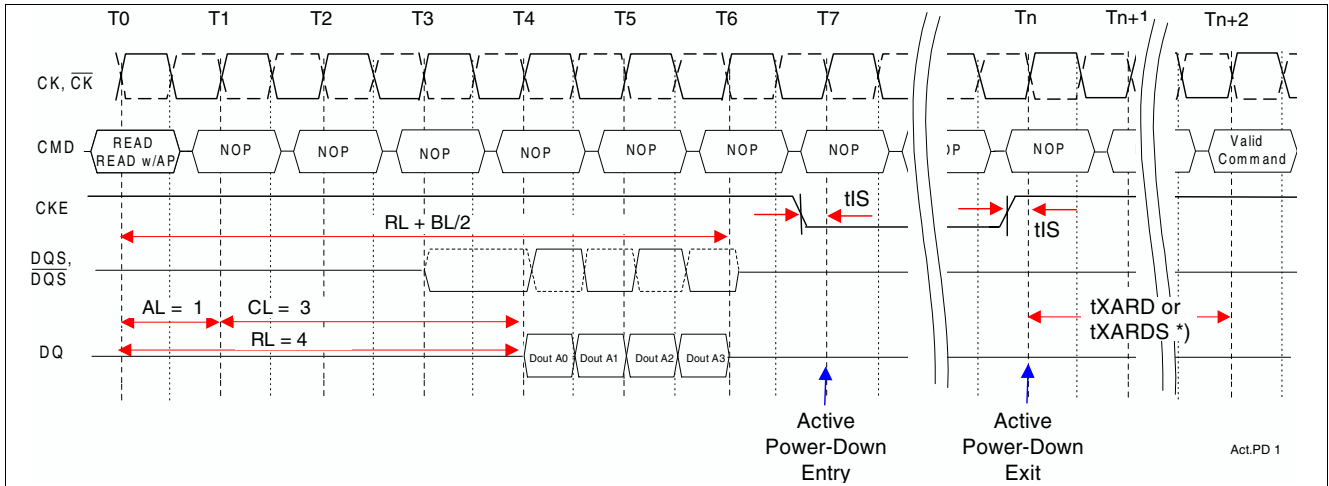 T0 T1 T2 T3 T4 T5 T6 T7 Tn Tn+1 Tn+2
CK, CK
CMD READ READ w/AP NOP NOP NOP NOP NOP NOP NOP OP NOP Valid Command
CKE tIS tIS
RL + BL/2
DQS,
DQS
AL = 1 CL = 3 tXARD or
RL = 4 tXARDS *)
DQ Dout A0 Dout A1 Dout A2 Dout A3
Active Active
Power-Down Power-Down
Entry Exit
Act.PD 1